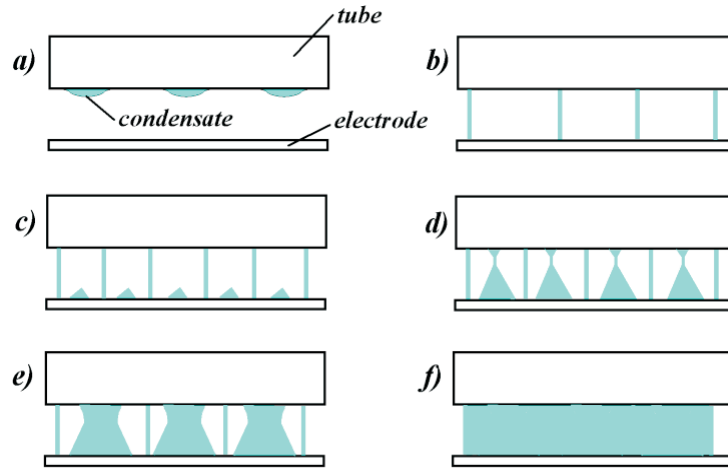 tube
a)
b)
condensate
electrode
c)
d)
e)
f)